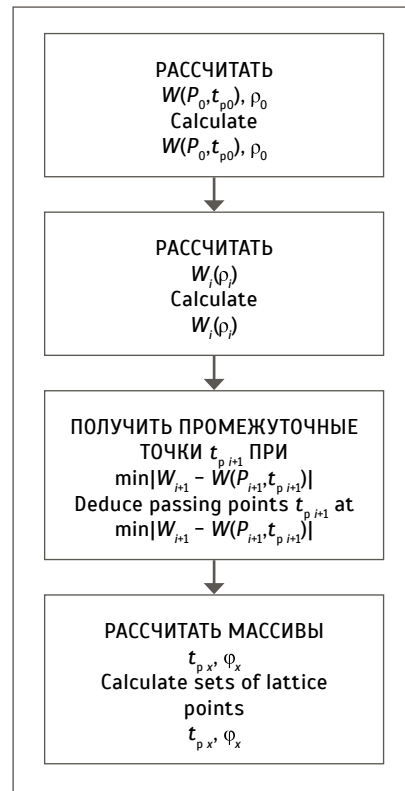 РАССЧИТАТЬ
W(P₀,tₚ₀), ρ₀
Calculate
W(P₀,tₚ₀), ρ₀
РАССЧИТАТЬ
Wᵢ(ρᵢ)
Calculate
Wᵢ(ρᵢ)
ПОЛУЧИТЬ ПРОМЕЖУТОЧНЫЕ
ТОЧКИ tₚ ᵢ₊₁ ПРИ
min|Wᵢ₊₁ − W(Pᵢ₊₁,tₚ ᵢ₊₁)|
Deduce passing points tₚ ᵢ₊₁ at
min|Wᵢ₊₁ − W(Pᵢ₊₁,tₚ ᵢ₊₁)|
РАССЧИТАТЬ МАССИВЫ
tₚ ₓ, φₓ
Calculate sets of lattice
points
tₚ ₓ, φₓ